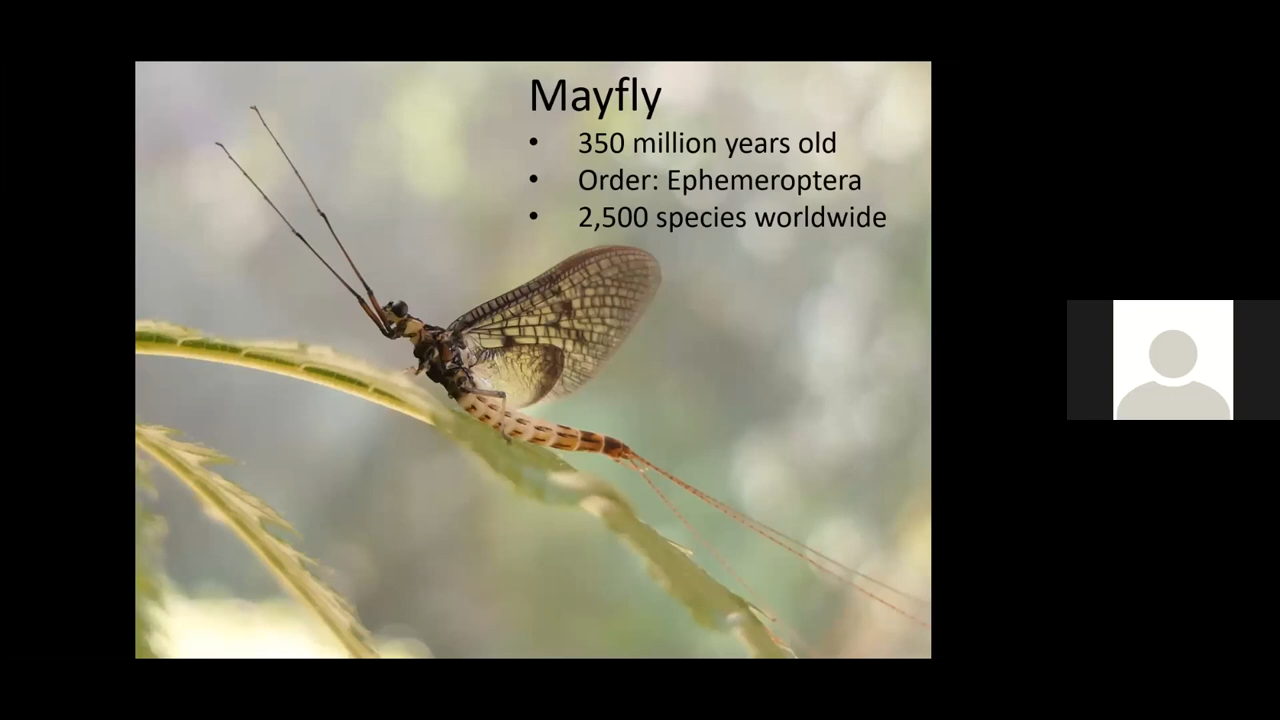 Mayfly
• 350 million years old
• Order: Ephemeroptera
• 2,500 species worldwide